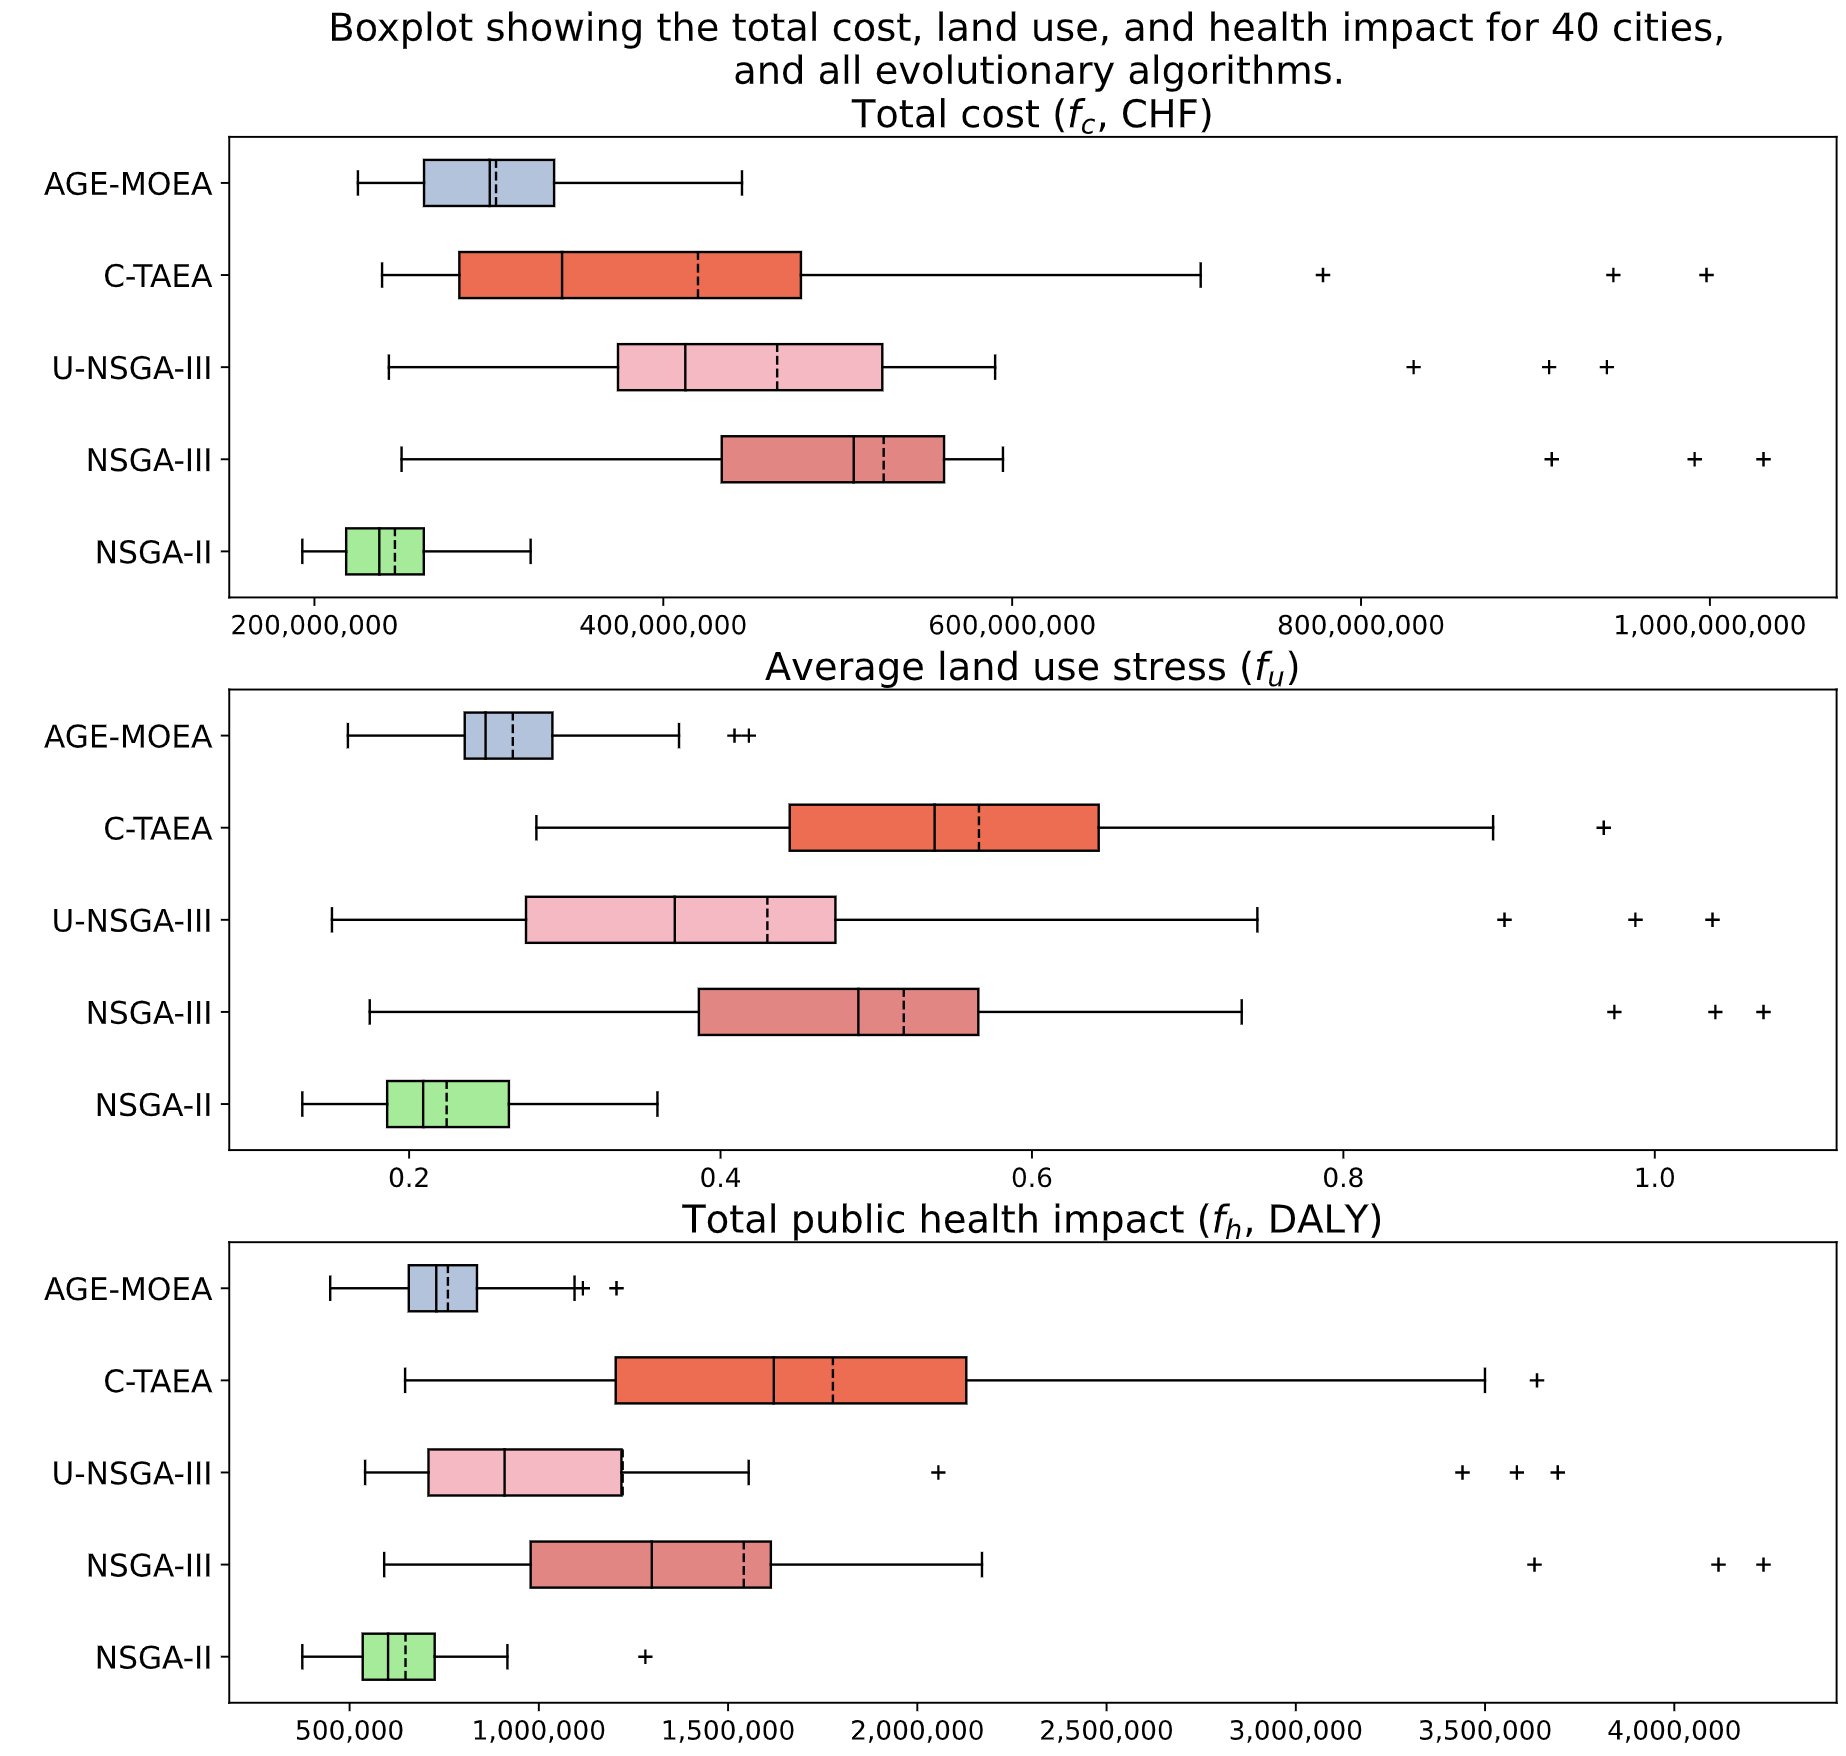 Boxplot showing the total cost, land use, and health impact for 40 cities,
and all evolutionary algorithms.
Total cost (f_c, CHF)
AGE-MOEA
C-TAEA
U-NSGA-III
NSGA-III
NSGA-II
200,000,000 400,000,000 600,000,000 800,000,000 1,000,000,000
Average land use stress (f_u)
AGE-MOEA
C-TAEA
U-NSGA-III
NSGA-III
NSGA-II
0.2 0.4 0.6 0.8 1.0
Total public health impact (f_h, DALY)
AGE-MOEA
C-TAEA
U-NSGA-III
NSGA-III
NSGA-II
500,000 1,000,000 1,500,000 2,000,000 2,500,000 3,000,000 3,500,000 4,000,000